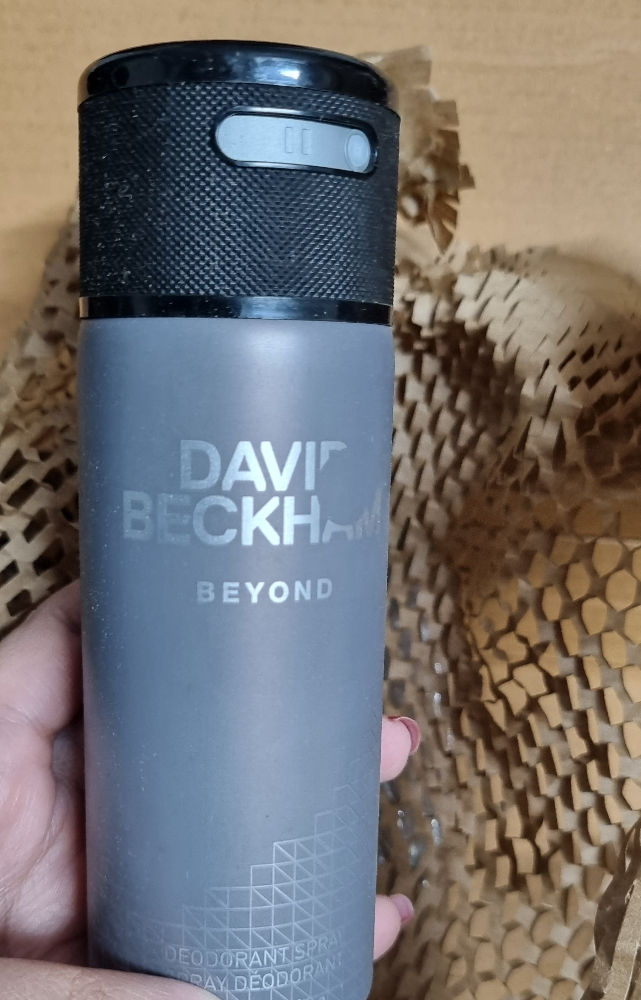 DAVID
BECKHAM
BEYOND
DEODORANT SPRAY
SPRAY DÉODORANT